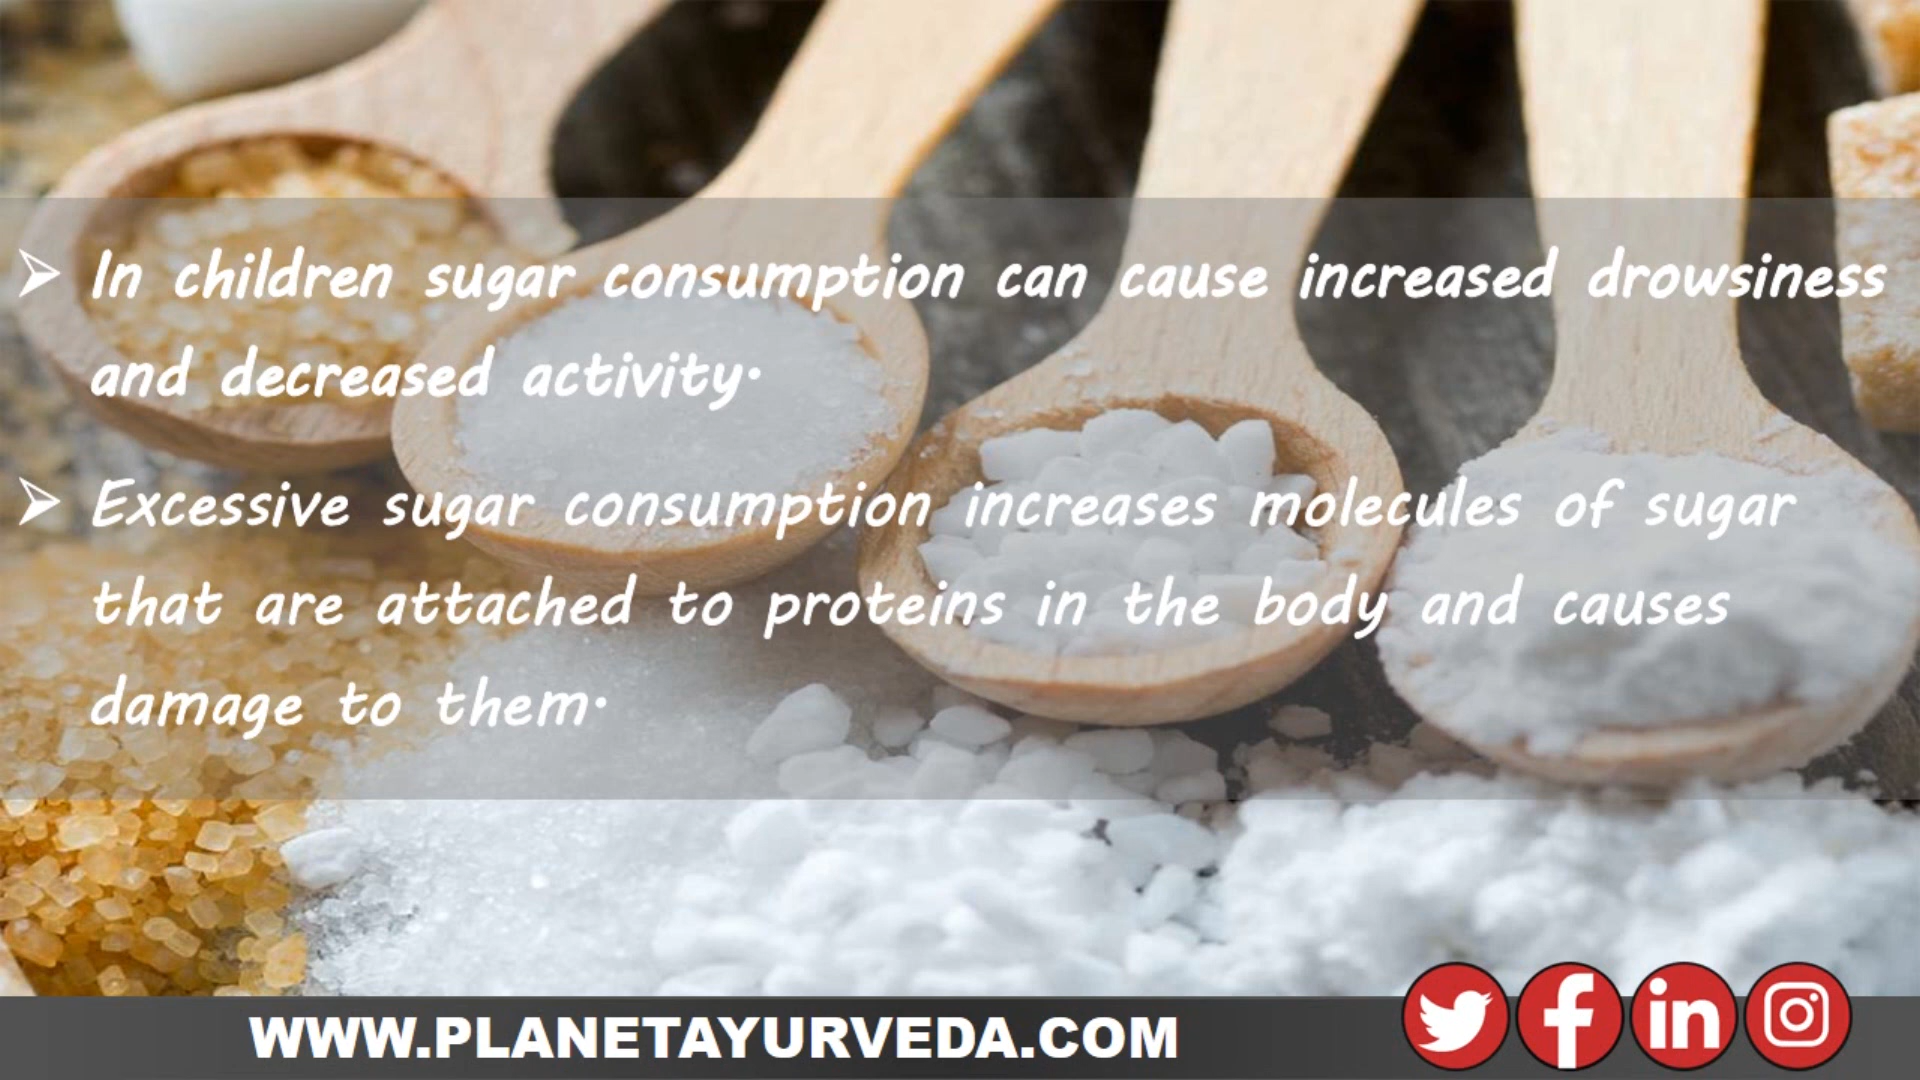 ➢ In children sugar consumption can cause increased drowsiness
and decreased activity.
➢ Excessive sugar consumption increases molecules of sugar
that are attached to proteins in the body and causes
damage to them.
WWW.PLANETAYURVEDA.COM